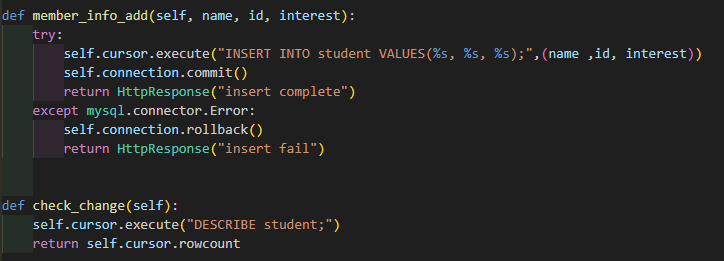 def member_info_add(self, name, id, interest):
    try:
        self.cursor.execute("INSERT INTO student VALUES(%s, %s, %s);",(name ,id, interest))
        self.connection.commit()
        return HttpResponse("insert complete")
    except mysql.connector.Error:
        self.connection.rollback()
        return HttpResponse("insert fail")
def check_change(self):
    self.cursor.execute("DESCRIBE student;")
    return self.cursor.rowcount